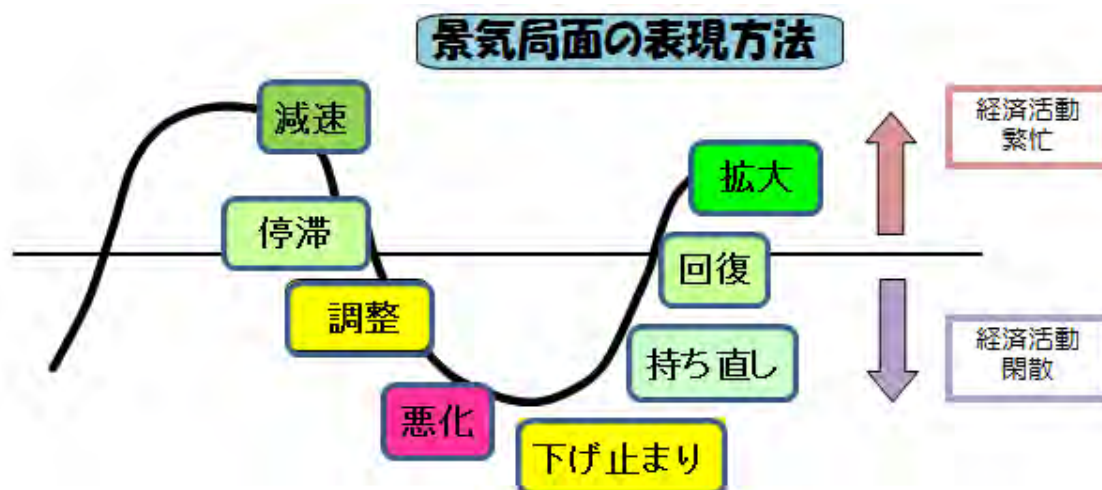 景気局面の表現方法
減速
停滞
調整
悪化
下げ止まり
持ち直し
回復
拡大
経済活動
繁忙
経済活動
閑散